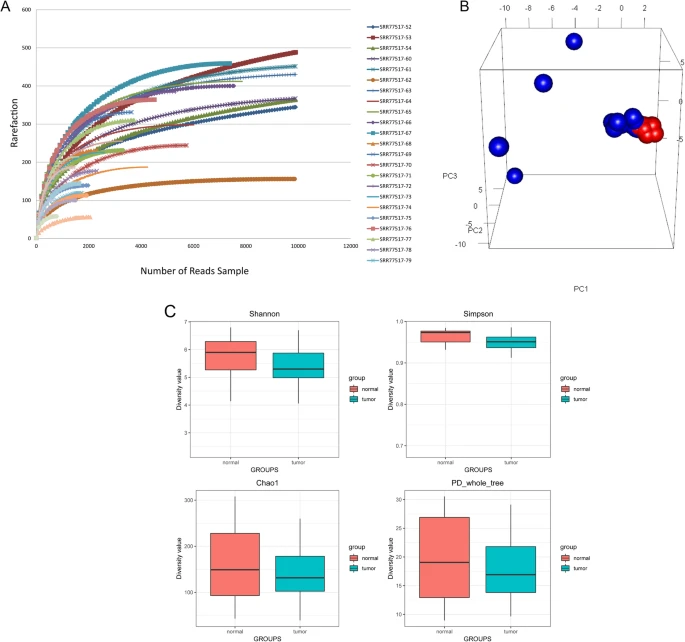 A
600
500
400
300
200
100
0
Rarefaction
0 2000 4000 6000 8000 10000 12000
Number of Reads Sample
SRR77517-52
SRR77517-53
SRR77517-54
SRR77517-60
SRR77517-61
SRR77517-62
SRR77517-63
SRR77517-64
SRR77517-65
SRR77517-66
SRR77517-67
SRR77517-68
SRR77517-69
SRR77517-70
SRR77517-71
SRR77517-72
SRR77517-73
SRR77517-74
SRR77517-75
SRR77517-76
SRR77517-77
SRR77517-78
SRR77517-79
B
-10 -8 -6 -4 -2 0 2
5
0
-5
PC3
5
0
PC2
-5
-10
PC1
C
Shannon
7
6
5
4
3
Diversity value
normal tumor
GROUPS
group
normal
tumor
Simpson
1.0
0.9
0.8
0.7
Diversity value
normal tumor
GROUPS
group
normal
tumor
Chao1
300
200
100
Diversity value
normal tumor
GROUPS
group
normal
tumor
PD_whole_tree
30
25
20
15
10
Diversity value
normal tumor
GROUPS
group
normal
tumor